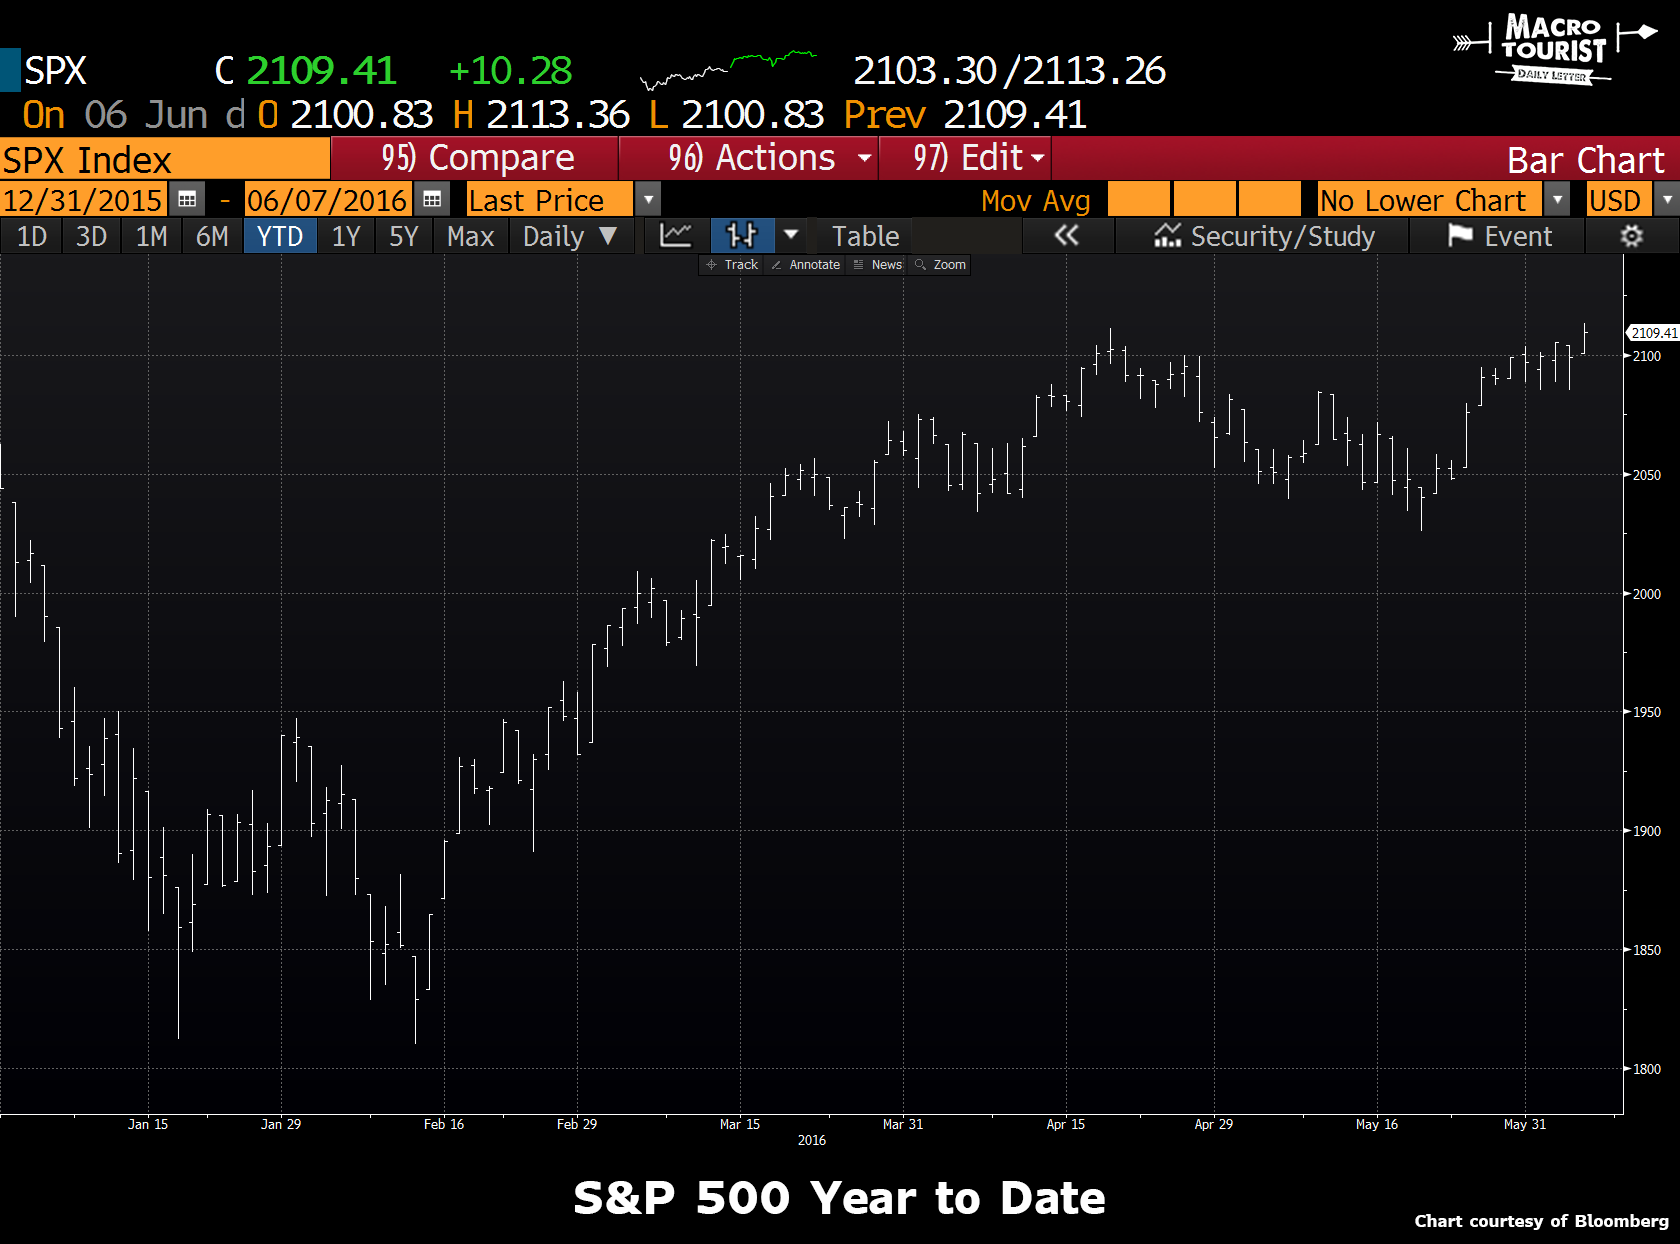 MACRO
TOURIST
DAILY LETTER
SPX C 2109.41 +10.28 2103.30/2113.26
On 06 Jun d O 2100.83 H 2113.36 L 2100.83 Prev 2109.41
SPX Index 95) Compare 96) Actions 97) Edit Bar Chart
12/31/2015 - 06/07/2016 Last Price Mov Avg No Lower Chart USD
1D 3D 1M 6M YTD 1Y 5Y Max Daily ▼ Table « Security/Study Event
Track Annotate News Zoom
2109.41
2100
2050
2000
1950
1900
1850
1800
Jan 15 Jan 29 Feb 16 Feb 29 Mar 15 Mar 31 Apr 15 Apr 29 May 16 May 31
2016
S&P 500 Year to Date
Chart courtesy of Bloomberg